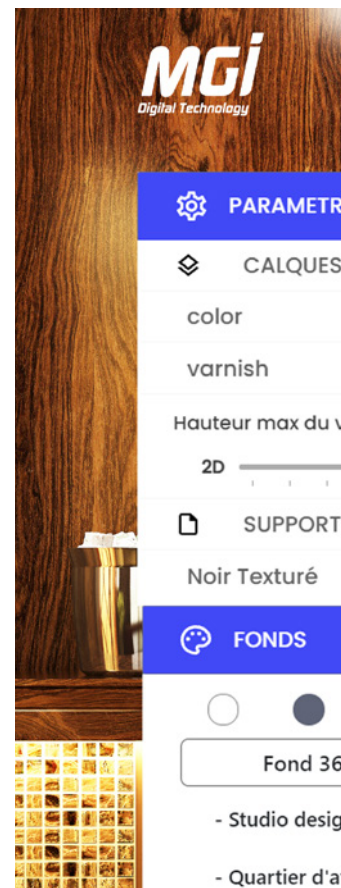 MGi
Digital Technology
PARAMETR
CALQUES
color
varnish
Hauteur max du v
2D
SUPPORT
Noir Texturé
FONDS
Fond 36
- Studio desig
- Quartier d'a